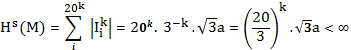 Hˢ(M) = ∑ᵢ^(20ᵏ) |Iᵢᵏ| = 20ᵏ. 3⁻ᵏ.√3a = (20/3)ᵏ.√3a < ∞